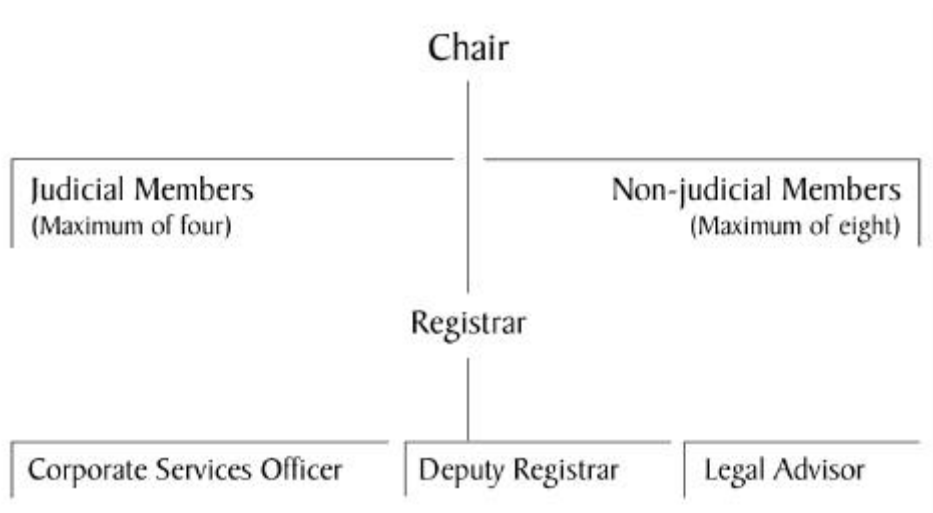 Chair
Judicial Members
(Maximum of four)
Non-judicial Members
(Maximum of eight)
Registrar
Corporate Services Officer
Deputy Registrar
Legal Advisor